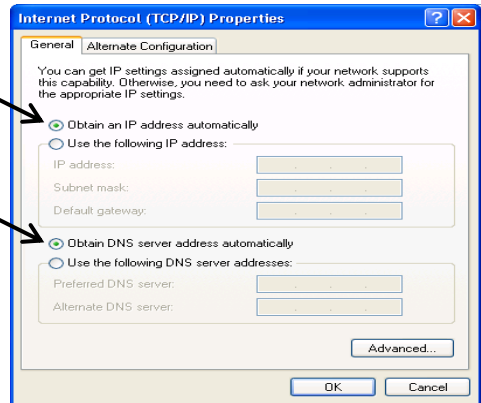 Internet Protocol (TCP/IP) Properties
General Alternate Configuration
You can get IP settings assigned automatically if your network supports
this capability. Otherwise, you need to ask your network administrator for
the appropriate IP settings.
Obtain an IP address automatically
Use the following IP address:
IP address:
Subnet mask:
Default gateway:
Obtain DNS server address automatically
Use the following DNS server addresses:
Preferred DNS server:
Alternate DNS server:
Advanced...
OK Cancel